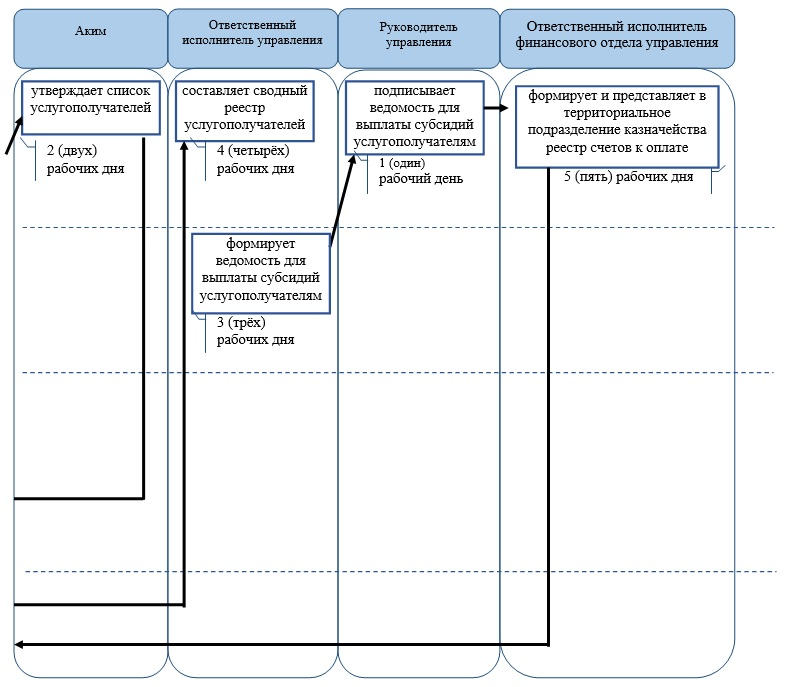 Аким
Ответственный
исполнитель управления
Руководитель
управления
Ответственный исполнитель
финансового отдела управления
утверждает список
услугополучателей
2 (двух)
рабочих дня
составляет сводный
реестр
услугополучателей
4 (четырёх)
рабочих дня
подписывает
ведомость для
выплаты субсидий
услугополучателям
1 (один)
рабочий день
формирует и представляет в
территориальное
подразделение казначейства
реестр счетов к оплате
5 (пять) рабочих дня
формирует
ведомость для
выплаты субсидий
услугополучателям
3 (трёх)
рабочих дня